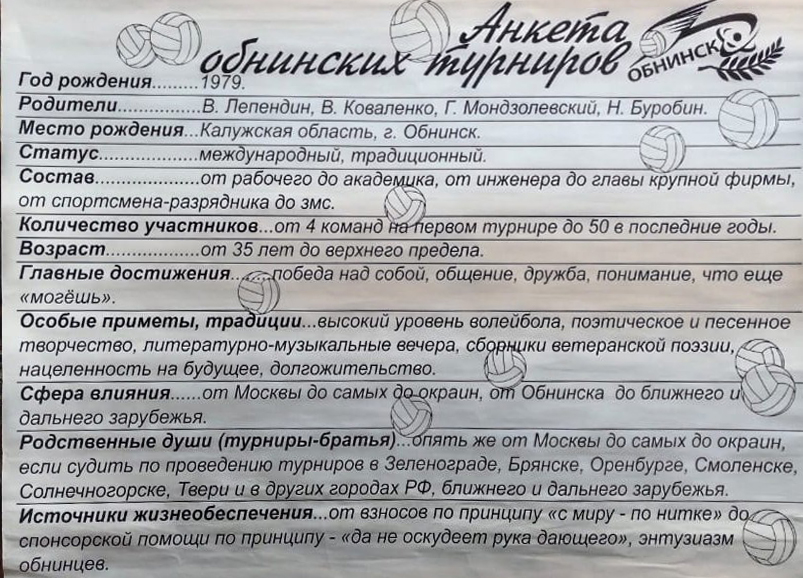 Анкета
обнинских турниров
ОБНИНСК
Год рождения.........1979.
Родители................В. Лепендин, В. Коваленко, Г. Мондзолевский, Н. Буробин.
Место рождения...Калужская область, г. Обнинск.
Статус...................международный, традиционный.
Состав....................от рабочего до академика, от инженера до главы крупной фирмы,
от спортсмена-разрядника до змс.
Количество участников...от 4 команд на первом турнире до 50 в последние годы.
Возраст..................от 35 лет до верхнего предела.
Главные достижения.........победа над собой, общение, дружба, понимание, что еще
«могёшь».
Особые приметы, традиции...высокий уровень волейбола, поэтическое и песенное
творчество, литературно-музыкальные вечера, сборники ветеранской поэзии,
нацеленность на будущее, долгожительство.
Сфера влияния......от Москвы до самых до окраин, от Обнинска до ближнего и
дальнего зарубежья.
Родственные души (турниры-братья)...опять же от Москвы до самых до окраин,
если судить по проведению турниров в Зеленограде, Брянске, Оренбурге, Смоленске,
Солнечногорске, Твери и в других городах РФ, ближнего и дальнего зарубежья.
Источники жизнеобеспечения...от взносов по принципу «с миру - по нитке» до
спонсорской помощи по принципу - «да не оскудеет рука дающего», энтузиазм
обнинцев.